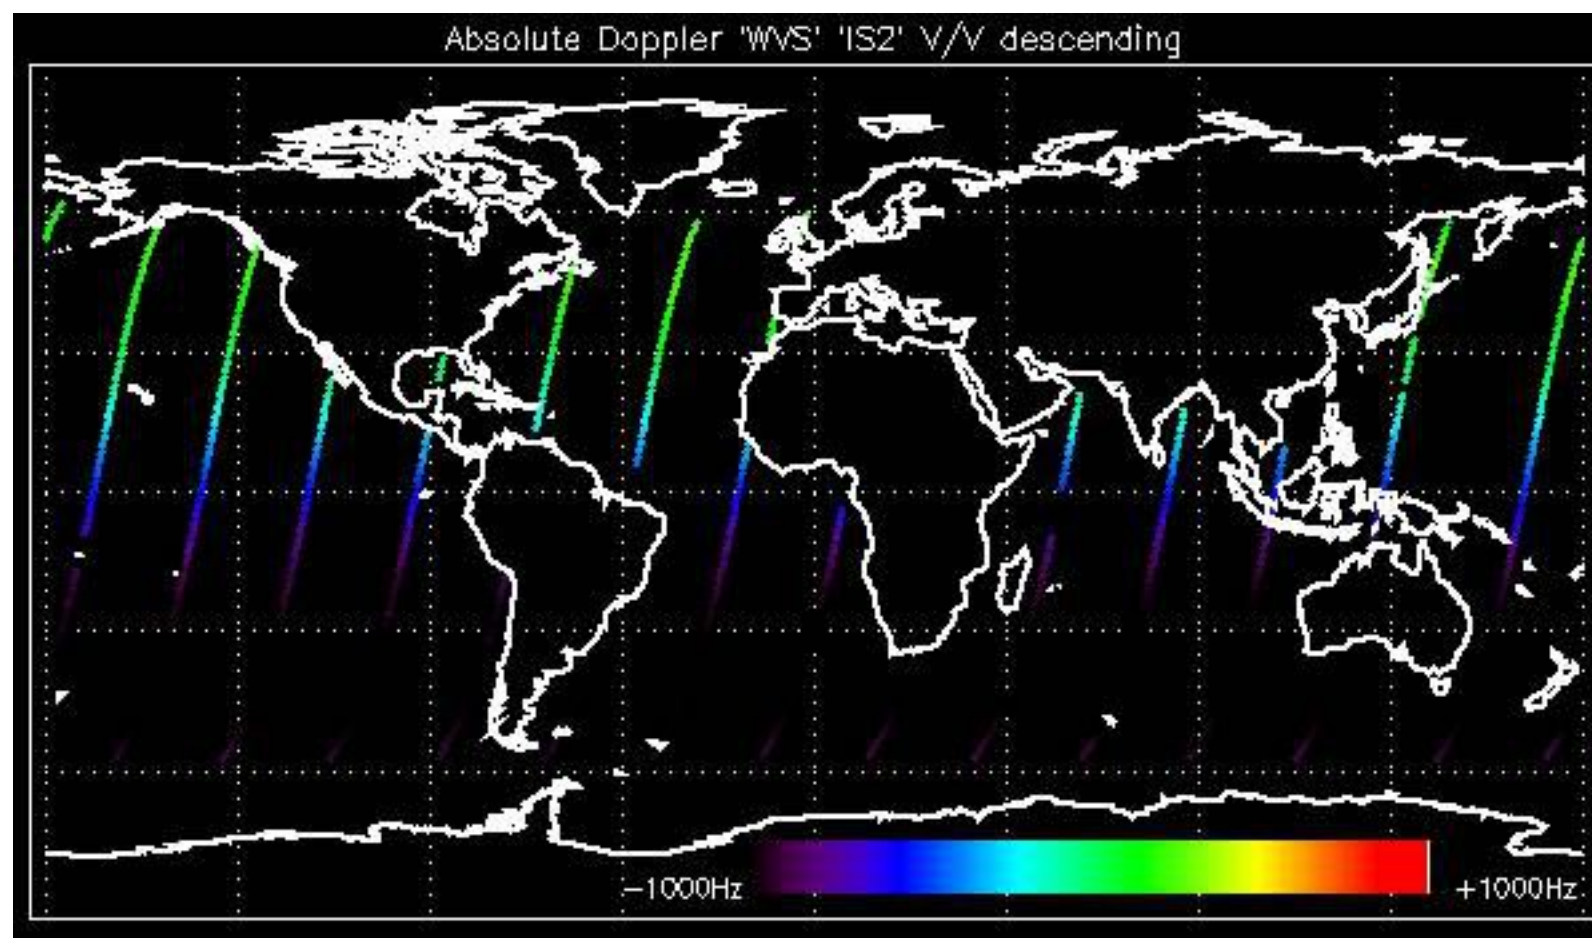 Absolute Doppler 'WVS' 'IS2' V/V descending
−1000Hz +1000Hz